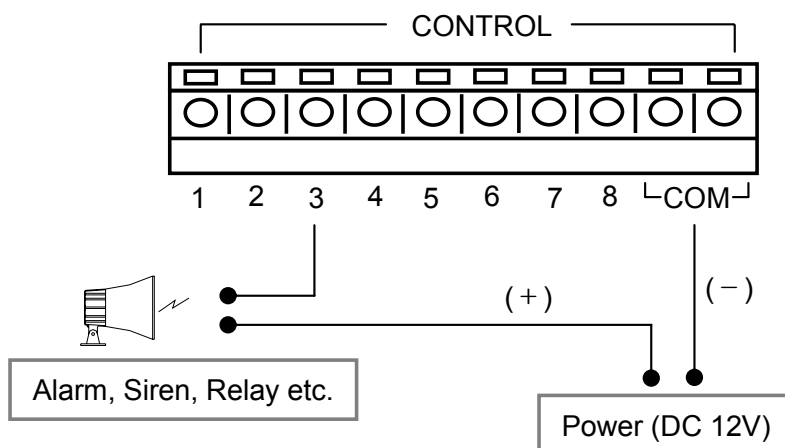 CONTROL
1 2 3 4 5 6 7 8 COM
(+)
(−)
Alarm, Siren, Relay etc.
Power (DC 12V)